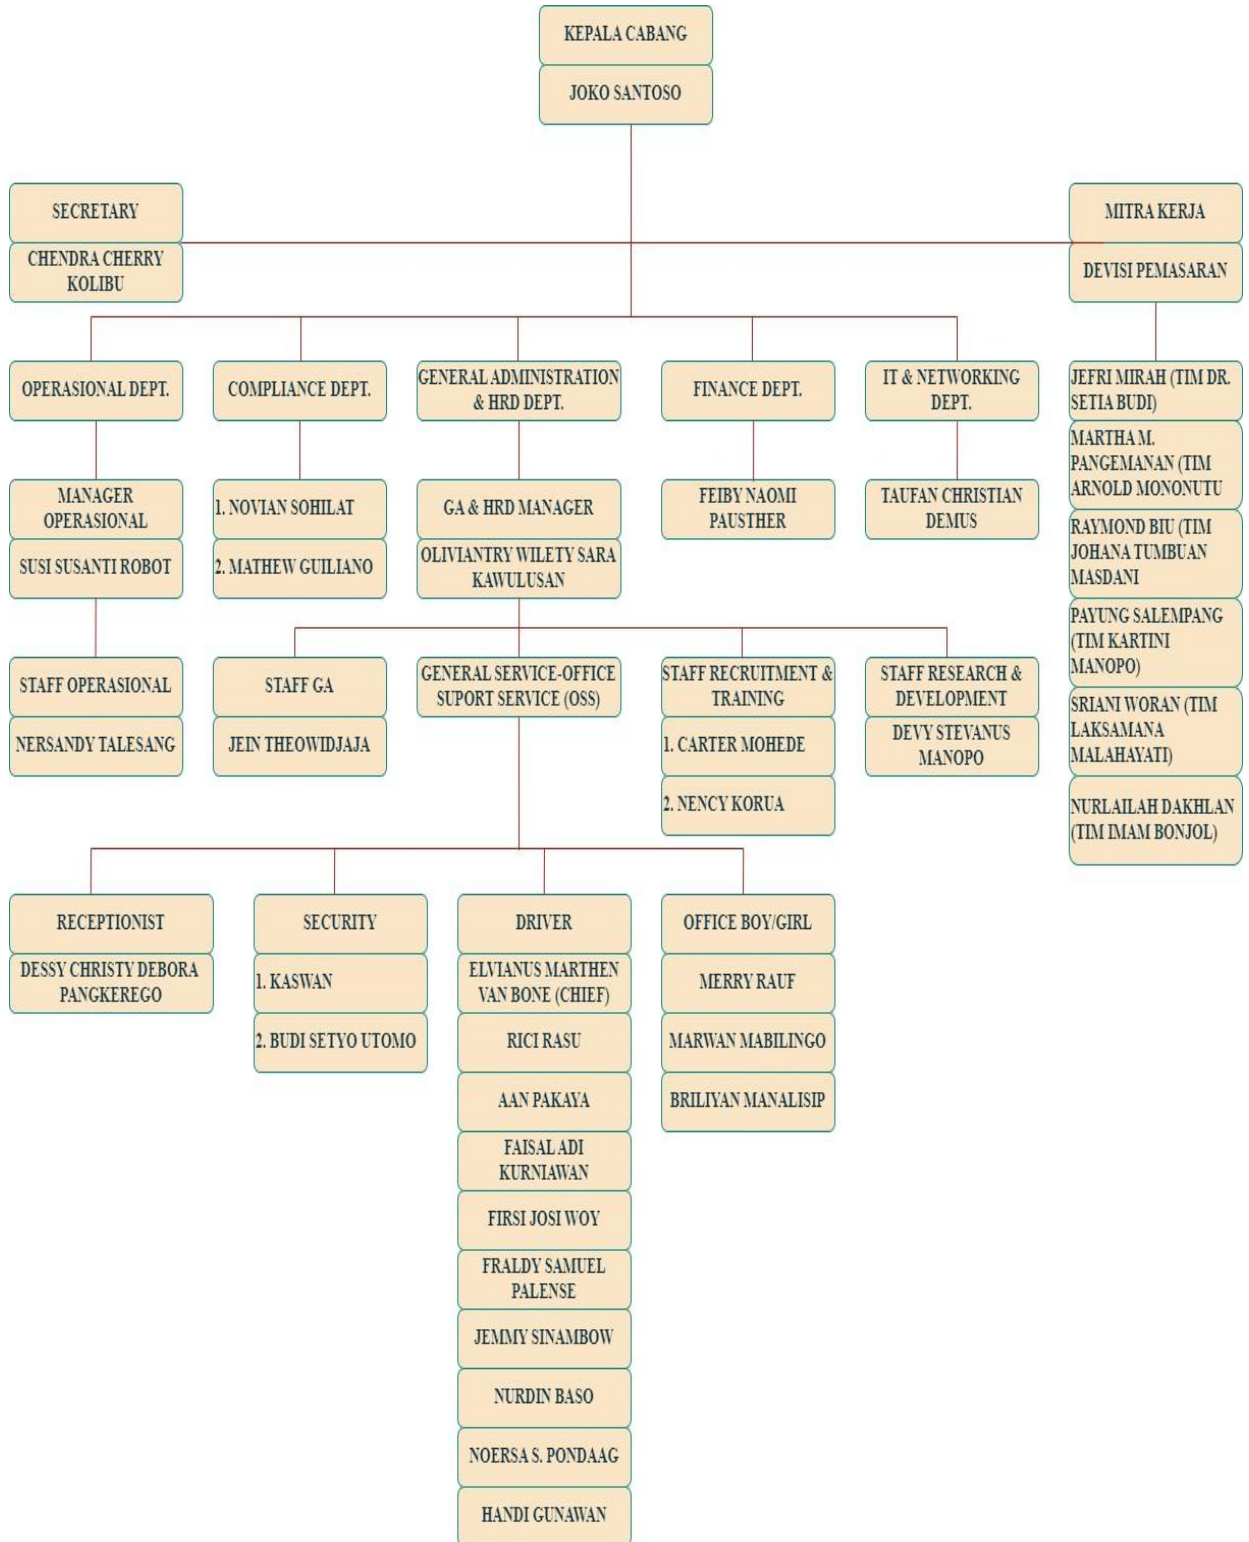 KEPALA CABANG
JOKO SANTOSO
SECRETARY
CHENDRA CHERRY
KOLIBU
MITRA KERJA
DEVISI PEMASARAN
OPERASIONAL DEPT.
COMPLIANCE DEPT.
GENERAL ADMINISTRATION
& HRD DEPT.
FINANCE DEPT.
IT & NETWORKING
DEPT.
JEFRI MIRAH (TIM DR.
SETIA BUDI)
MARTHA M.
PANGEMANAN (TIM
ARNOLD MONONUTU
RAYMOND BIU (TIM
JOHANA TUMBUAN
MASDANI
PAYUNG SALEMPANG
(TIM KARTINI
MANOPO)
SRIANI WORAN (TIM
LAKSAMANA
MALAHAYATI)
NURLAILAH DAKHLAN
(TIM IMAM BONJOL)
MANAGER
OPERASIONAL
SUSI SUSANTI ROBOT
1. NOVIAN SOHILAT
2. MATHEW GUILIANO
GA & HRD MANAGER
OLIVIANTRY WILETY SARA
KAWULUSAN
FEIBY NAOMI
PAUSTHER
TAUFAN CHRISTIAN
DEMUS
STAFF OPERASIONAL
NERSANDY TALESANG
STAFF GA
JEIN THEOWIDJAJA
GENERAL SERVICE-OFFICE
SUPORT SERVICE (OSS)
STAFF RECRUITMENT &
TRAINING
1. CARTER MOHEDE
2. NENCY KORUA
STAFF RESEARCH &
DEVELOPMENT
DEVY STEVANUS
MANOPO
RECEPTIONIST
DESSY CHRISTY DEBORA
PANGKEREGO
SECURITY
1. KASWAN
2. BUDI SETYO UTOMO
DRIVER
ELVIANUS MARTHEN
VAN BONE (CHIEF)
RICI RASU
AAN PAKAYA
FAISAL ADI
KURNIAWAN
FIRSI JOSI WOY
FRALDY SAMUEL
PALENSE
JEMMY SINAMBOW
NURDIN BASO
NOERSA S. PONDAAG
HANDI GUNAWAN
OFFICE BOY/GIRL
MERRY RAUF
MARWAN MABILINGO
BRILIYAN MANALISIP